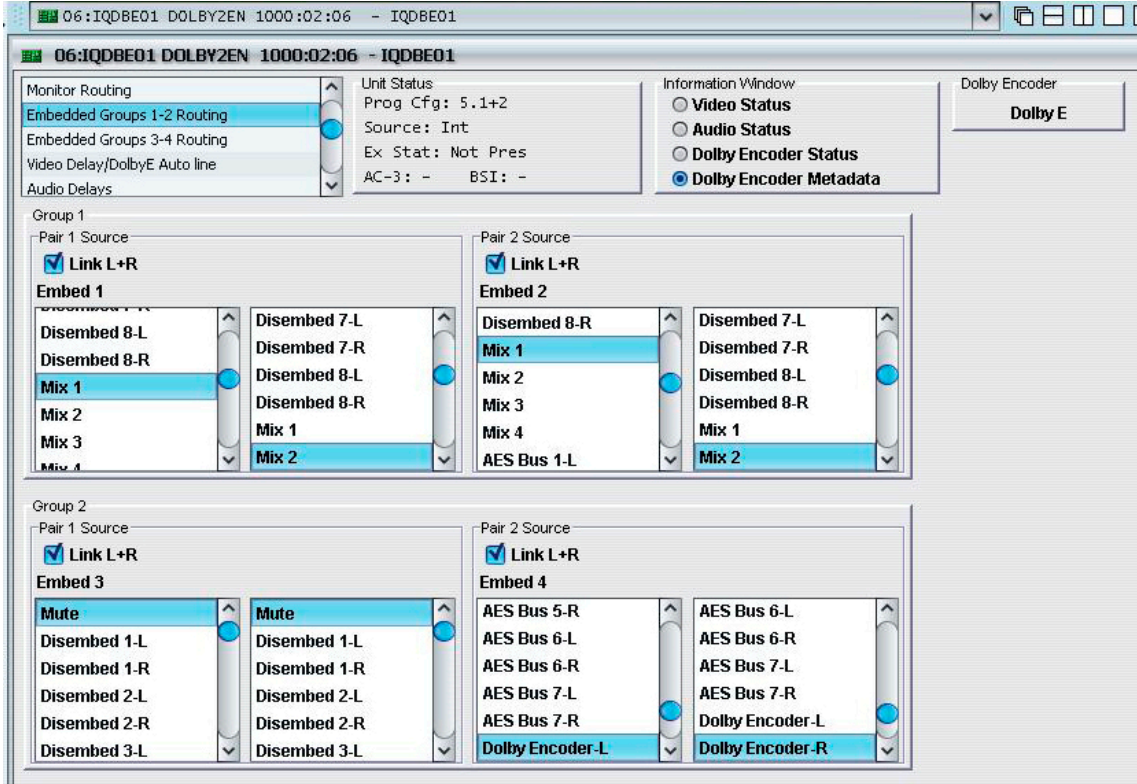 06:IQDBE01 DOLBY2EN 1000:02:06 - IQDBE01
06:IQDBE01 DOLBY2EN 1000:02:06 - IQDBE01
Monitor Routing
Embedded Groups 1-2 Routing
Embedded Groups 3-4 Routing
Video Delay/DolbyE Auto line
Audio Delays
Unit Status
Prog Cfg: 5.1+2
Source: Int
Ex Stat: Not Pres
AC-3: - BSI: -
Information Window
Video Status
Audio Status
Dolby Encoder Status
Dolby Encoder Metadata
Dolby Encoder
Dolby E
Group 1
Pair 1 Source
Link L+R
Embed 1
Disembed 8-L
Disembed 8-R
Mix 1
Mix 2
Mix 3
Mix 4
Disembed 7-L
Disembed 7-R
Disembed 8-L
Disembed 8-R
Mix 1
Mix 2
Pair 2 Source
Link L+R
Embed 2
Disembed 8-R
Mix 1
Mix 2
Mix 3
Mix 4
AES Bus 1-L
Disembed 7-L
Disembed 7-R
Disembed 8-L
Disembed 8-R
Mix 1
Mix 2
Group 2
Pair 1 Source
Link L+R
Embed 3
Mute
Disembed 1-L
Disembed 1-R
Disembed 2-L
Disembed 2-R
Disembed 3-L
Mute
Disembed 1-L
Disembed 1-R
Disembed 2-L
Disembed 2-R
Disembed 3-L
Pair 2 Source
Link L+R
Embed 4
AES Bus 5-R
AES Bus 6-L
AES Bus 6-R
AES Bus 7-L
AES Bus 7-R
Dolby Encoder-L
AES Bus 6-L
AES Bus 6-R
AES Bus 7-L
AES Bus 7-R
Dolby Encoder-L
Dolby Encoder-R